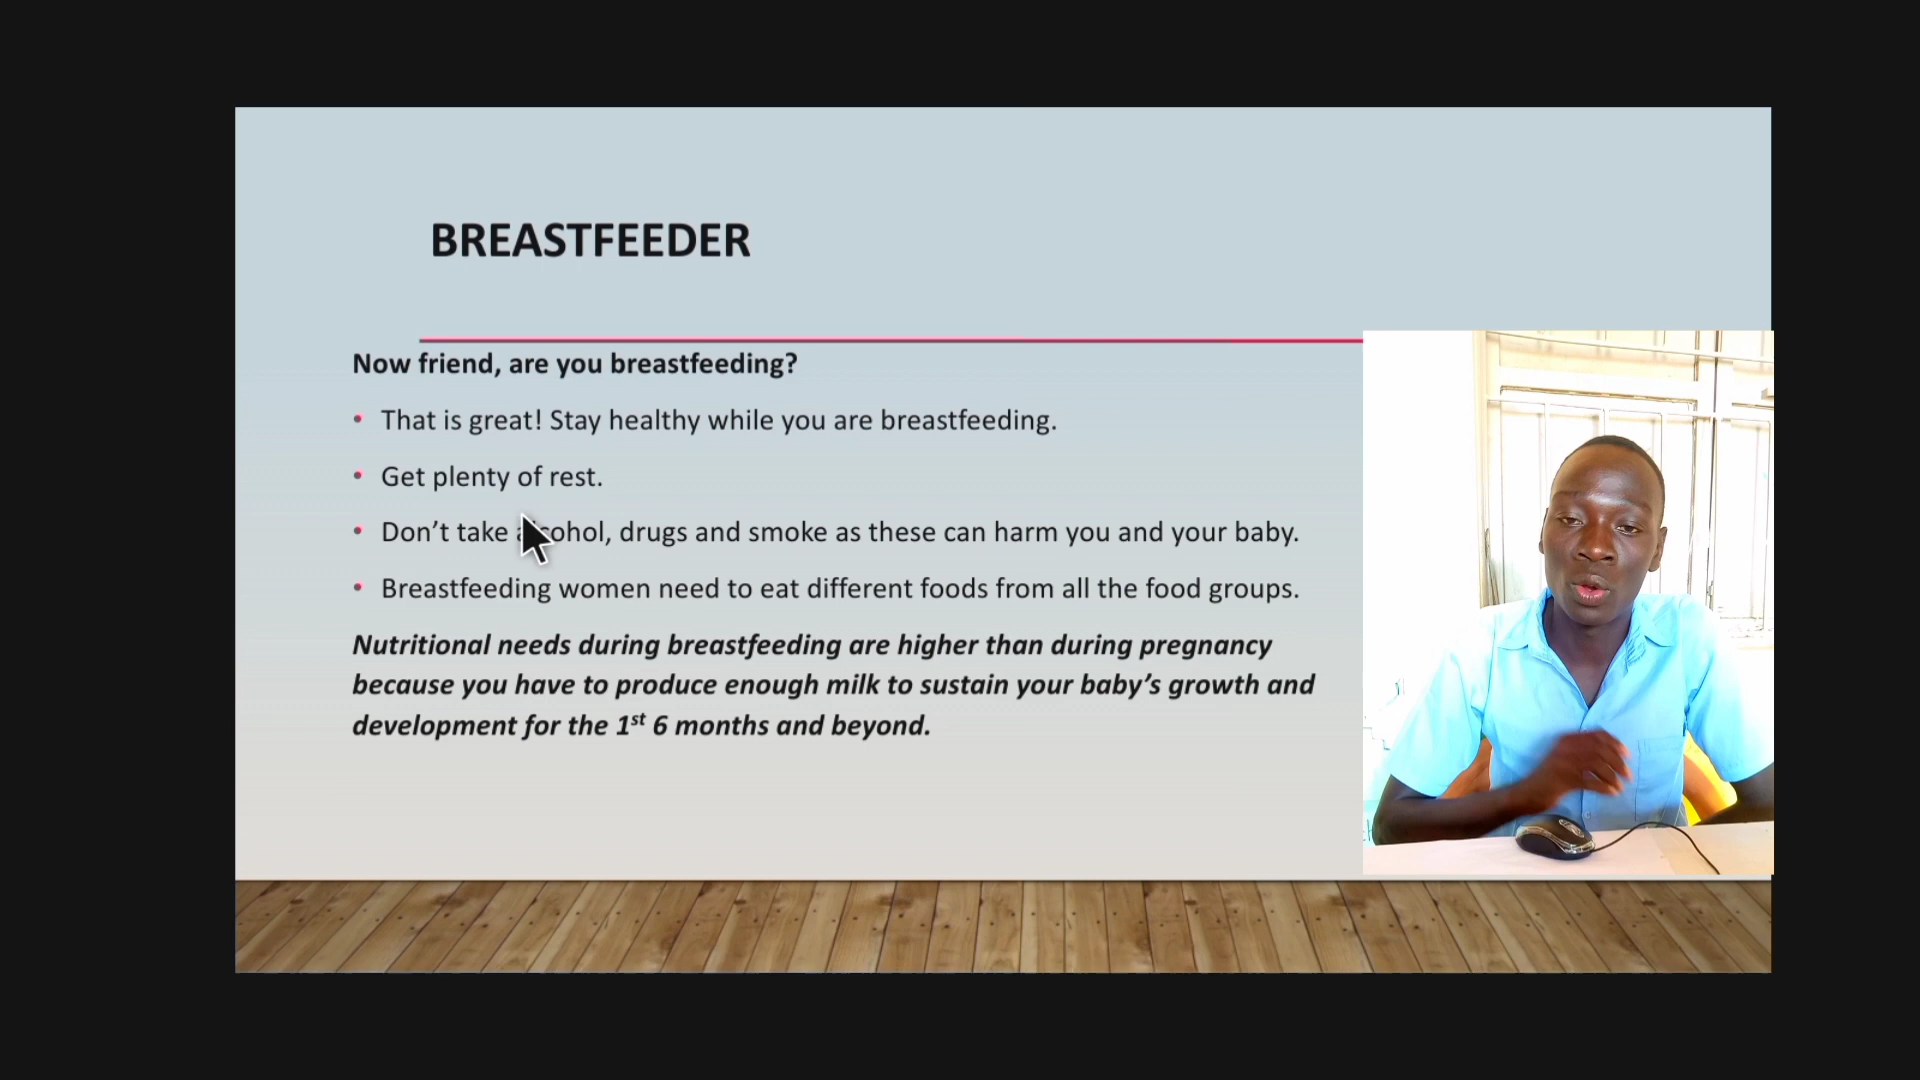 BREASTFEEDER
Now friend, are you breastfeeding?
• That is great! Stay healthy while you are breastfeeding.
• Get plenty of rest.
• Don’t take alcohol, drugs and smoke as these can harm you and your baby.
• Breastfeeding women need to eat different foods from all the food groups.
Nutritional needs during breastfeeding are higher than during pregnancy
because you have to produce enough milk to sustain your baby’s growth and
development for the 1st 6 months and beyond.